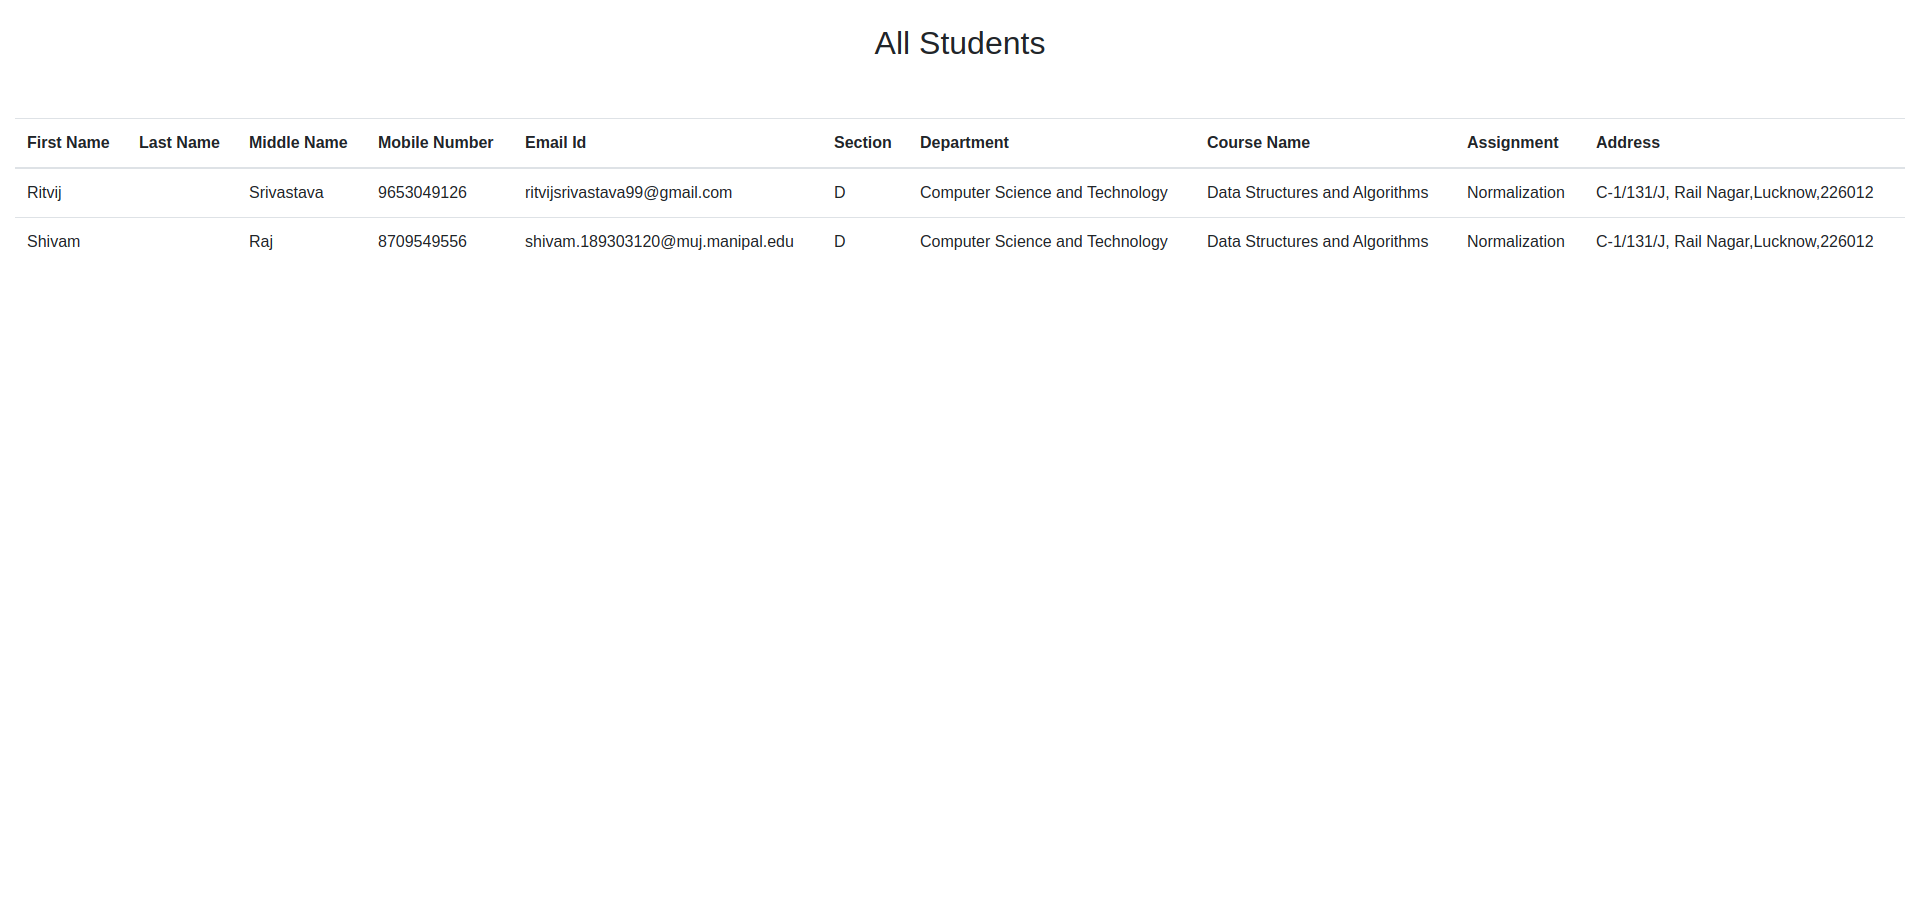 All Students
First Name Last Name Middle Name Mobile Number Email Id Section Department Course Name Assignment Address
Ritvij Srivastava 9653049126 ritvijsrivastava99@gmail.com D Computer Science and Technology Data Structures and Algorithms Normalization C-1/131/J, Rail Nagar,Lucknow,226012
Shivam Raj 8709549556 shivam.189303120@muj.manipal.edu D Computer Science and Technology Data Structures and Algorithms Normalization C-1/131/J, Rail Nagar,Lucknow,226012